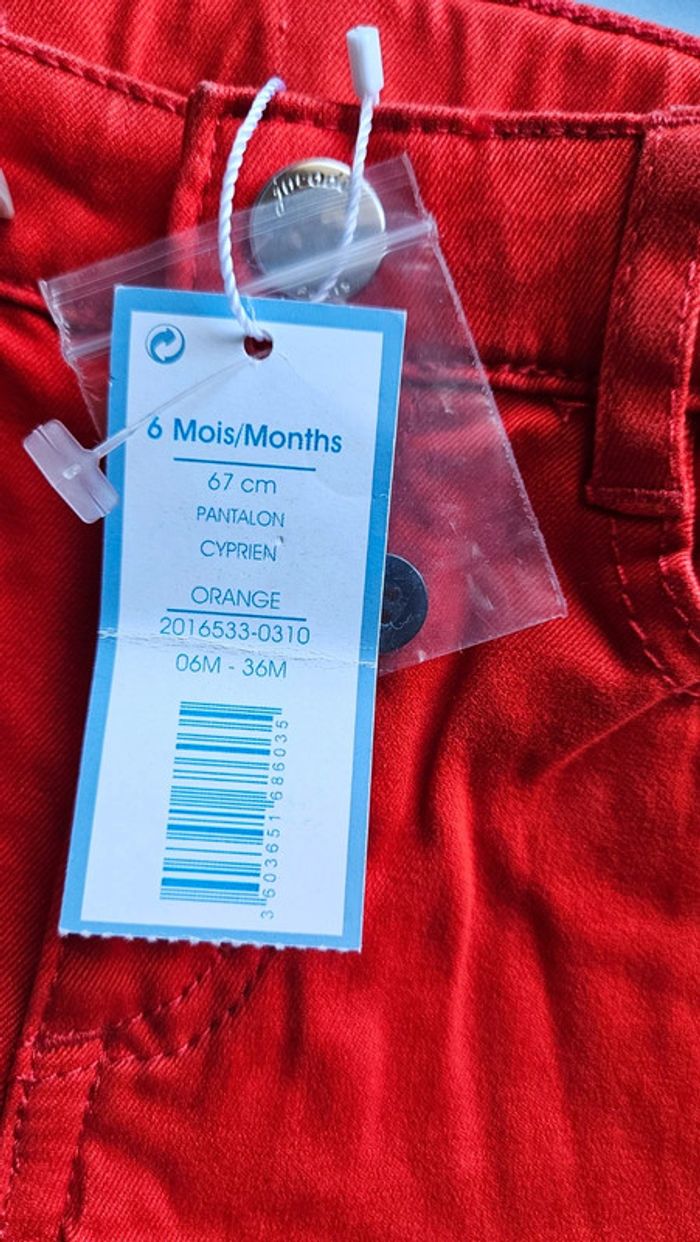 6 Mois/Months
67 cm
PANTALON
CYPRIEN
ORANGE
2016533-0310
06M - 36M
3 603651 686035